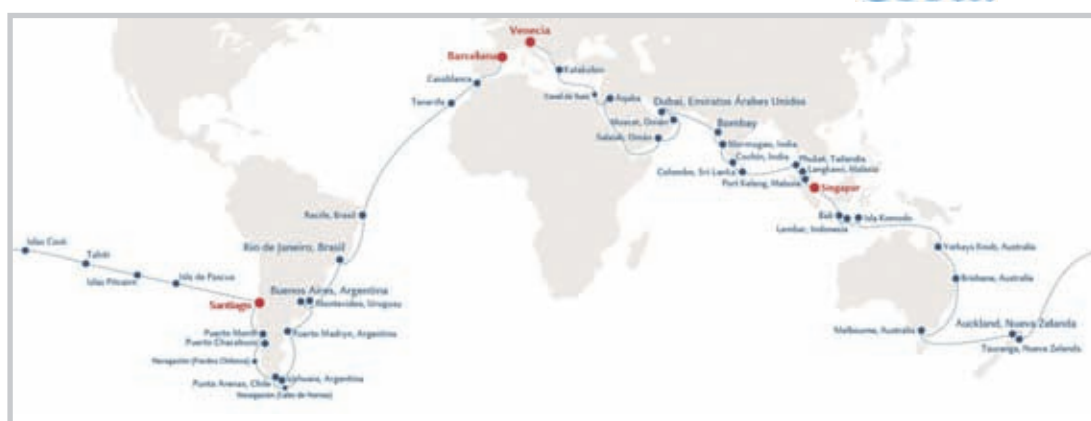 Venecia
Barcelona
Katakolon
Casablanca
Canal de Suez
Aqaba
Tenerife
Dubai, Emiratos Árabes Unidos
Muscat, Omán
Bombay
Salalah, Omán
Mormugao, India
Cochín, India
Phuket, Tailandia
Colombo, Sri Lanka
Langkawi, Malasia
Port Kelang, Malasia
Singapur
Recife, Brasil
Bali
Isla Komodo
Lembar, Indonesia
Islas Cook
Rio de Janeiro, Brasil
Yorkeys Knob, Australia
Tahití
Islas Pitcairn
Isla de Pascua
Brisbane, Australia
Buenos Aires, Argentina
Santiago
Montevideo, Uruguay
Auckland, Nueva Zelanda
Puerto Montt
Puerto Madryn, Argentina
Melbourne, Australia
Puerto Chacabuco
Tauranga, Nueva Zelanda
Navegación (Fiordos Chilenos)
Ushuaia, Argentina
Punta Arenas, Chile
Navegación (Cabo de Hornos)